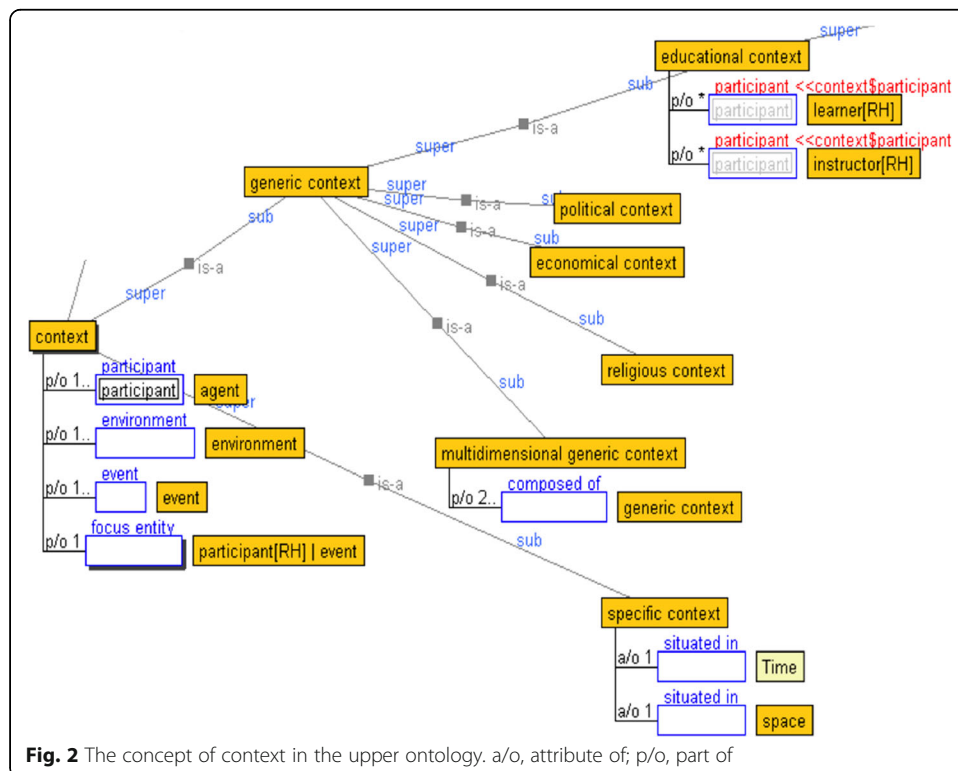 super
educational context
sub
participant <<context$participant
p/o * participant learner[RH]
is-a
participant <<context$participant
p/o * participant instructor[RH]
super
generic context
super
is-a
sub
political context
super
is-a
sub
economical context
super
super
is-a
sub
religious context
is-a
sub
multidimensional generic context
composed of
p/o 2.. generic context
sub
is-a
super
context
participant
p/o 1.. participant agent
super
environment
p/o 1.. environment
event
p/o 1.. event
focus entity
p/o 1 participant[RH] | event
is-a
sub
specific context
situated in
a/o 1 Time
situated in
a/o 1 space
Fig. 2 The concept of context in the upper ontology. a/o, attribute of; p/o, part of